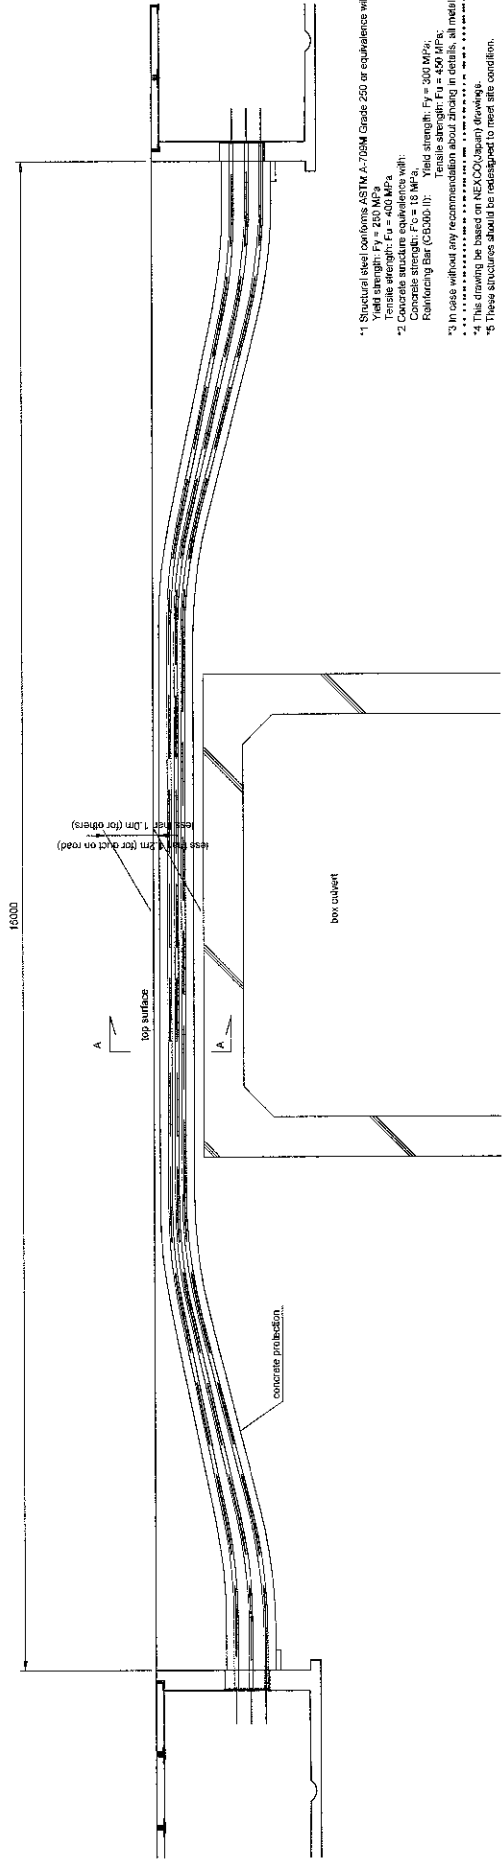 15000
less than 1.2m (for duct on road)
less than 1.0m (for others)
A
top surface
A
box culvert
concrete protection
*1 Structural steel conforms ASTM A-709M Grade 250 or equivalence wi
Yield strength: Fy = 250 MPa
Tensile strength: Fu = 400 MPa
*2 Concrete structure equivalence with:
Concrete strength: F'c = 18 MPa,
Reinforcing Bar (CB300-II): Yield strength: Fy = 300 MPa;
Tensile strength: Fu = 450 MPa;
*3 In case without any recommendation about zincing in details, all metal
*4 This drawing be based on NEXCO(Japan) drawings.
*5 These structures should be redesigned to meet site condition.